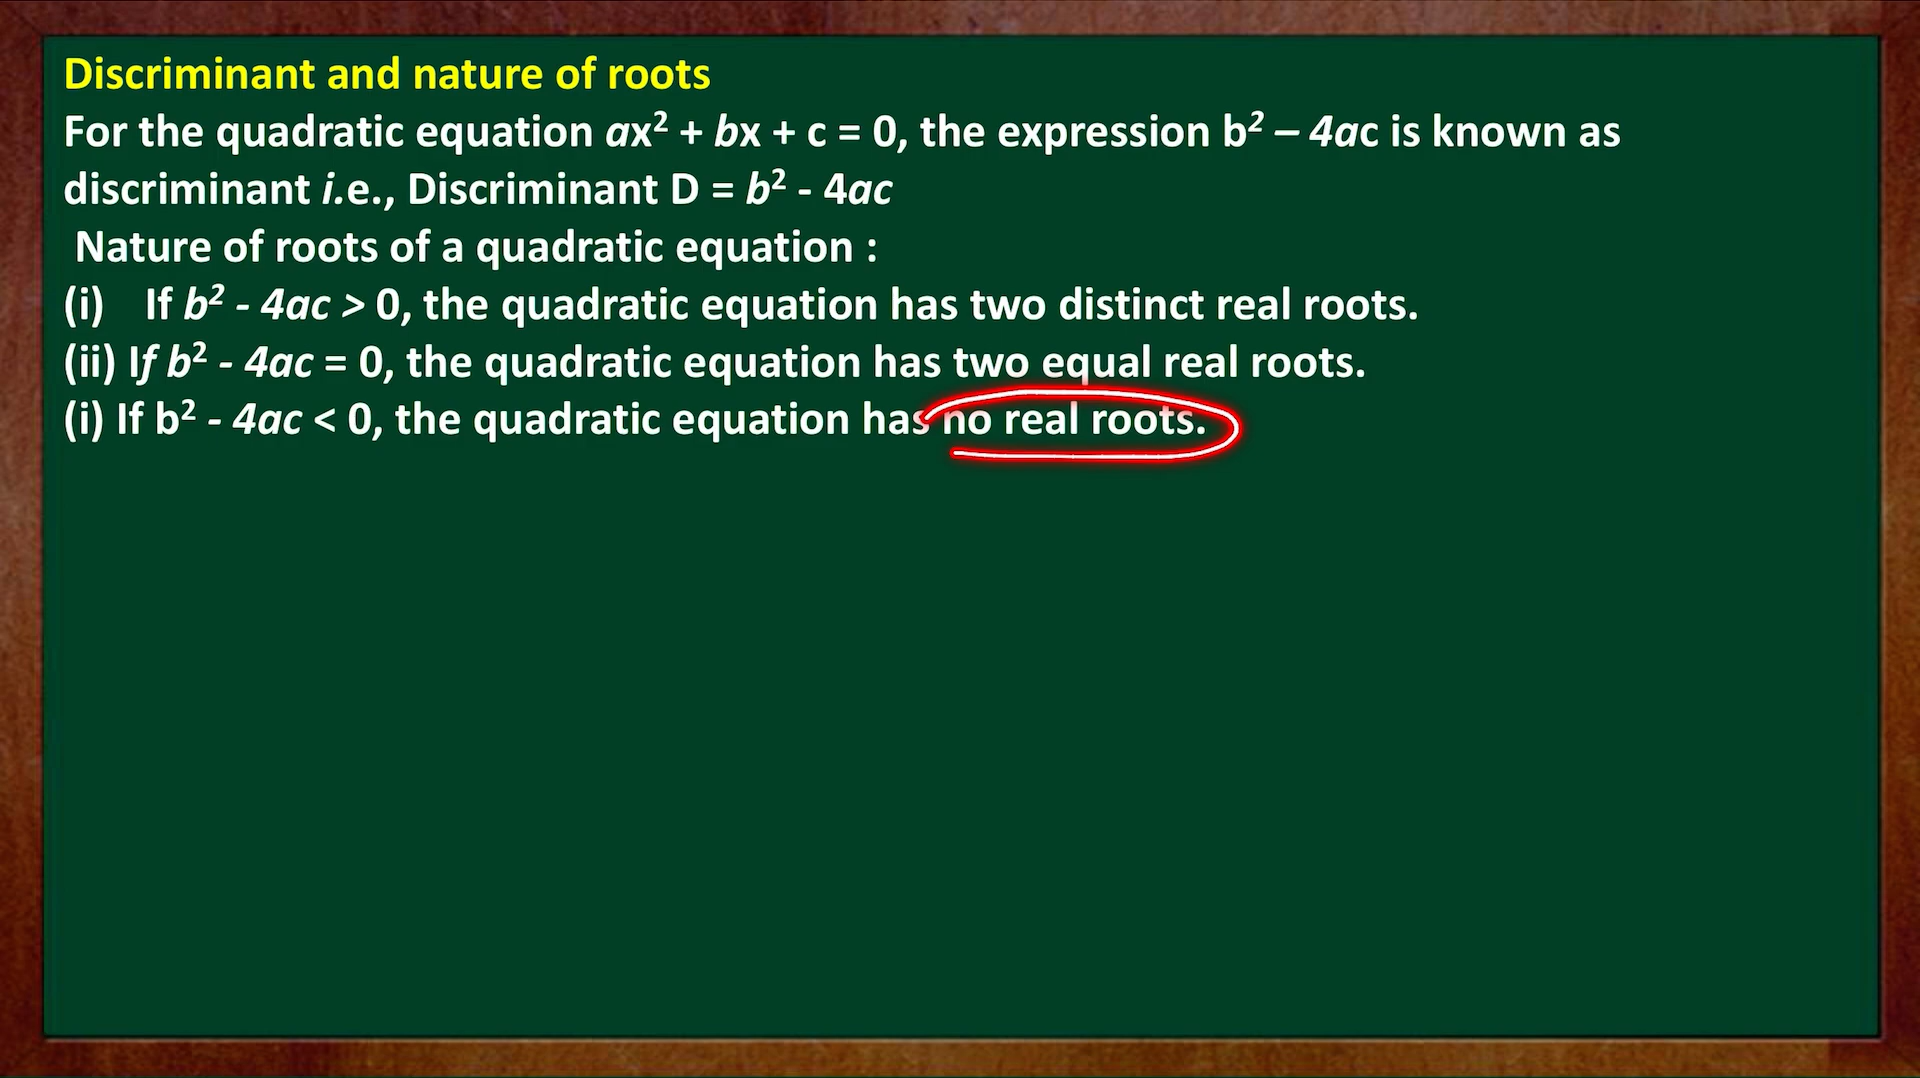 Discriminant and nature of roots
For the quadratic equation ax² + bx + c = 0, the expression b² – 4ac is known as
discriminant i.e., Discriminant D = b² - 4ac
Nature of roots of a quadratic equation :
(i) If b² - 4ac > 0, the quadratic equation has two distinct real roots.
(ii) If b² - 4ac = 0, the quadratic equation has two equal real roots.
(i) If b² - 4ac < 0, the quadratic equation has no real roots.